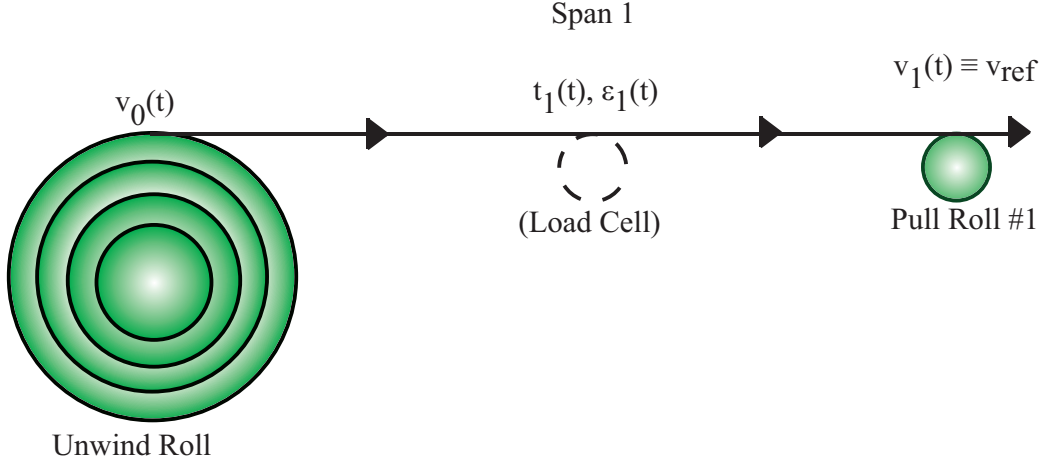 Span 1
v1(t) ≡ vref
v0(t)
t1(t), ε1(t)
(Load Cell)
Pull Roll #1
Unwind Roll